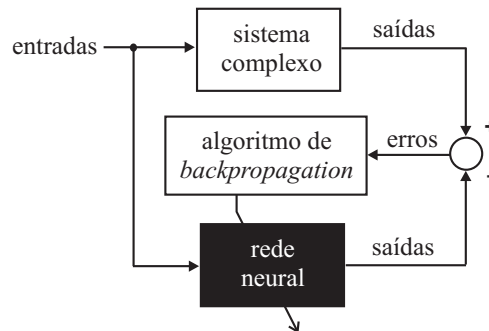 entradas
sistema
complexo
saídas
algoritmo de
backpropagation
erros
rede
neural
saídas